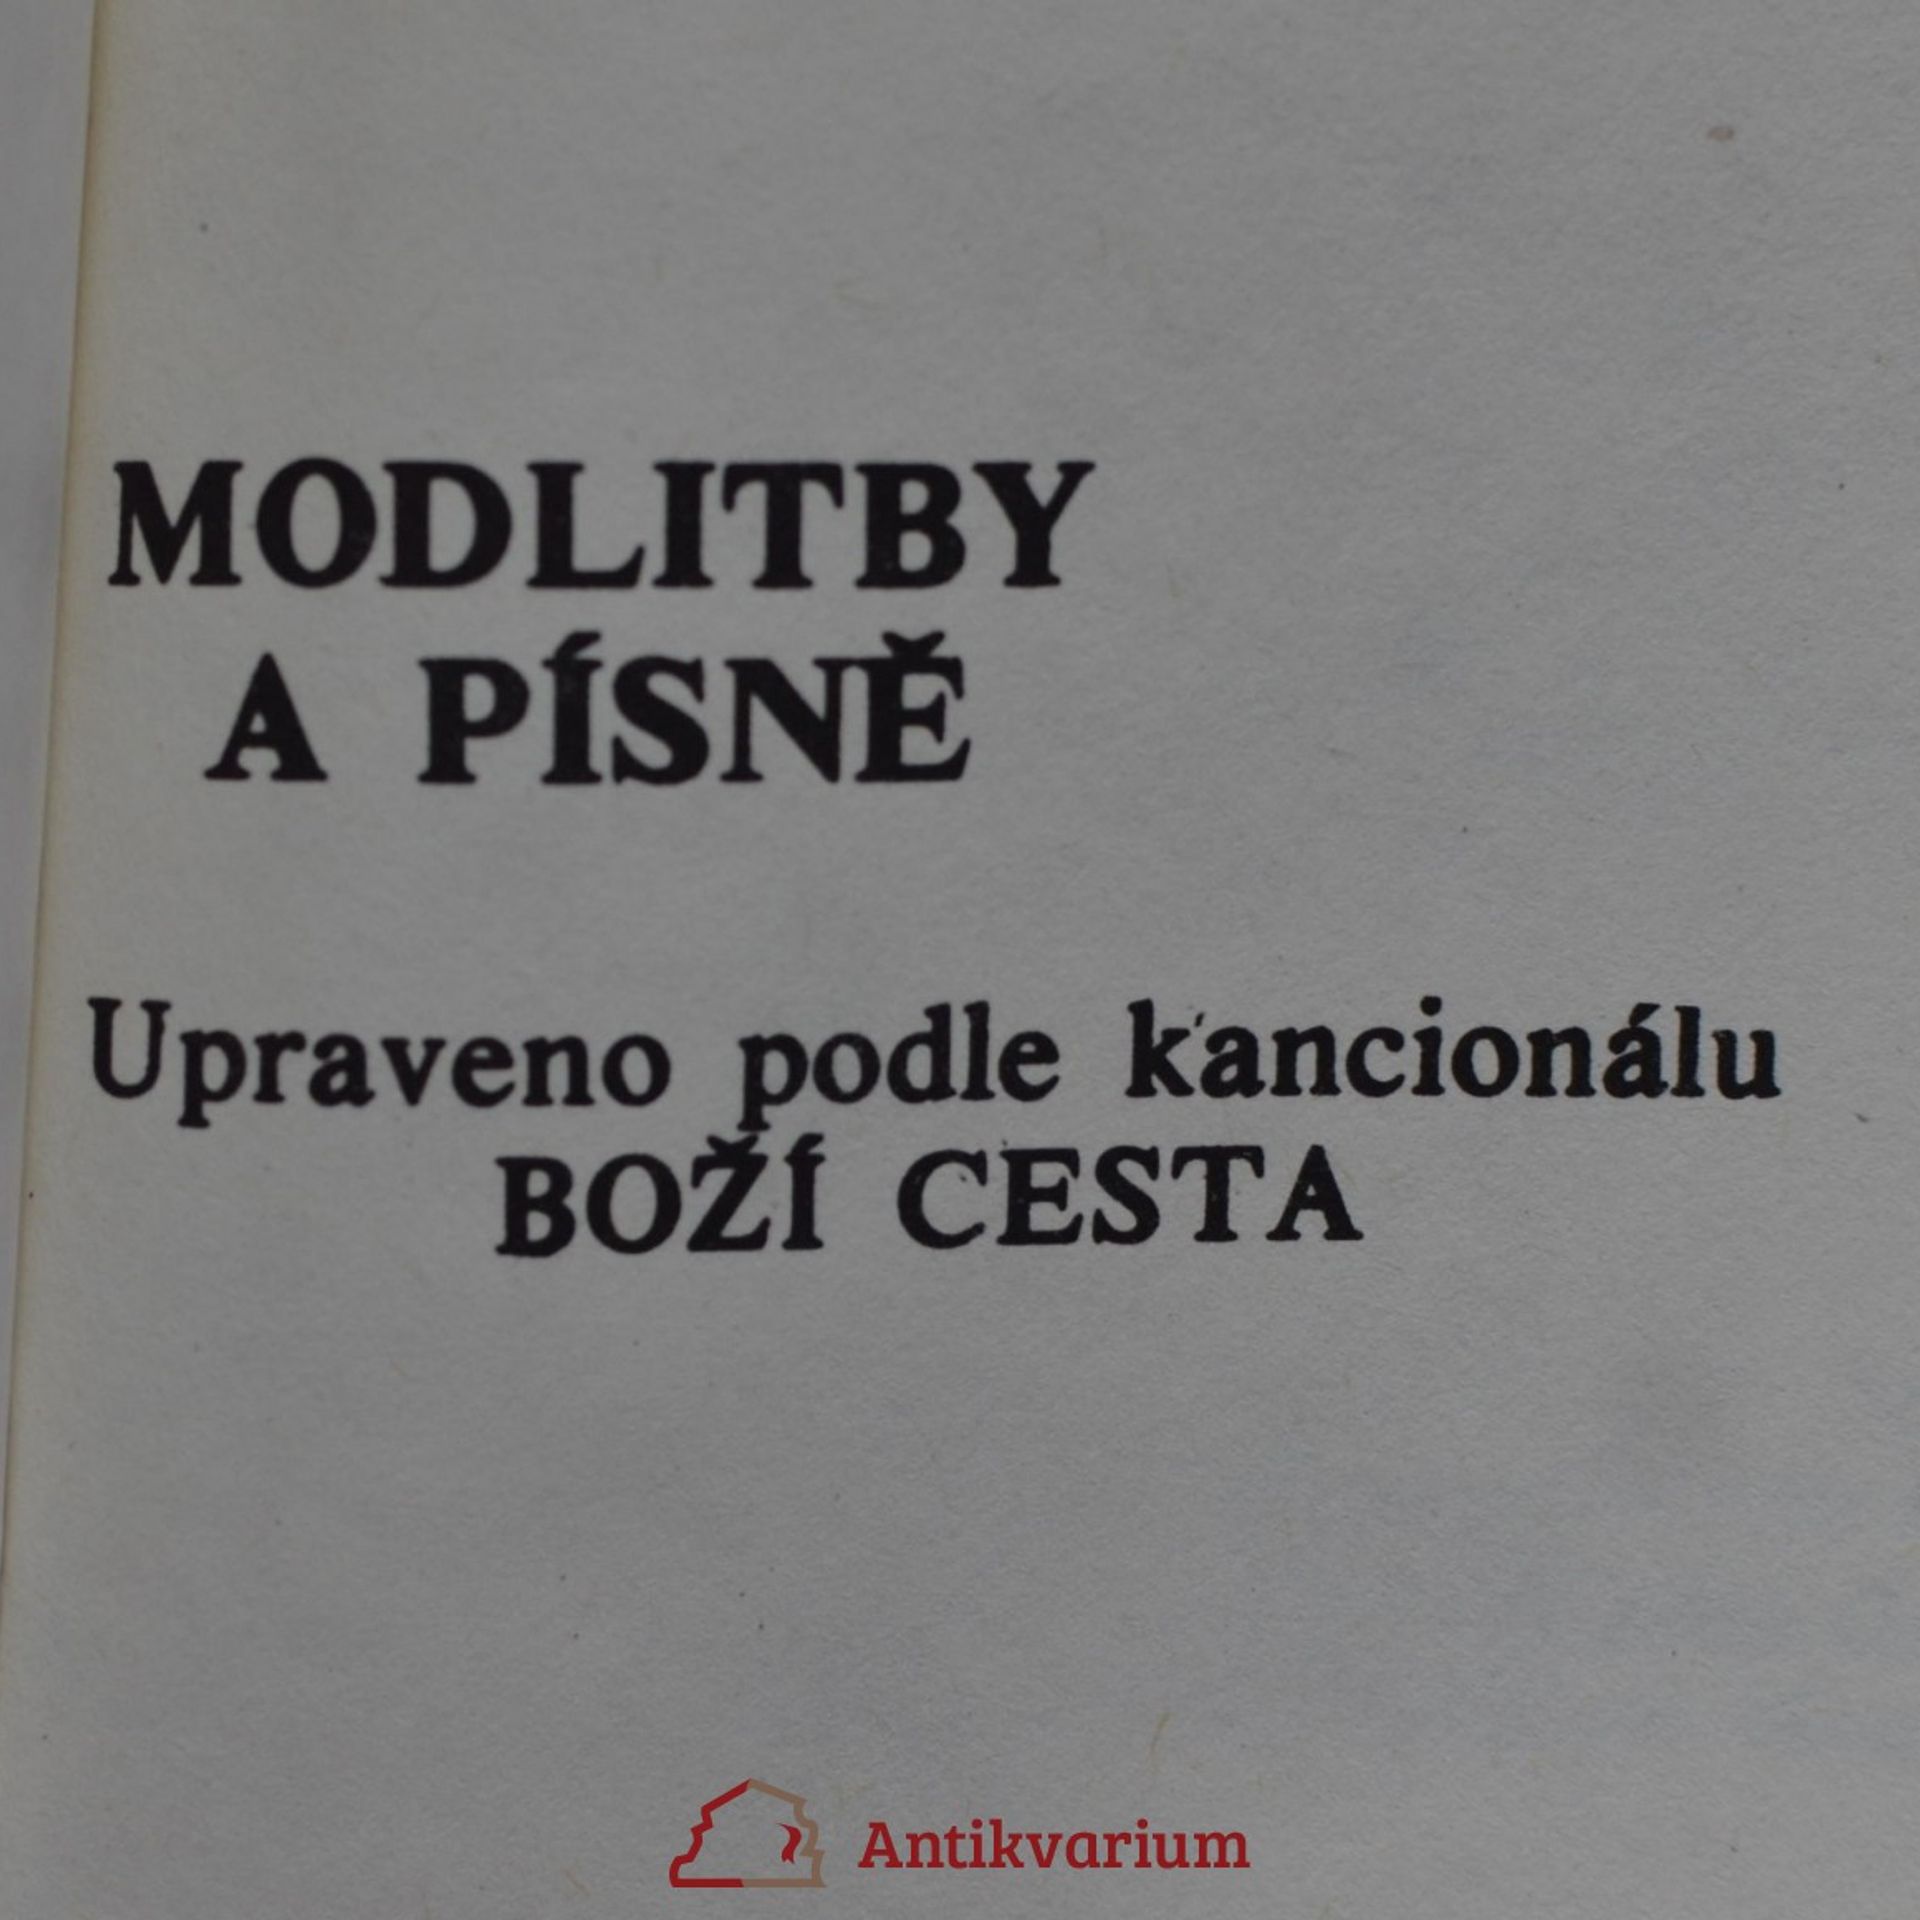 MODLITBY
A PÍSNĚ
Upraveno podle kancionálu
BOŽÍ CESTA
Antikvarium